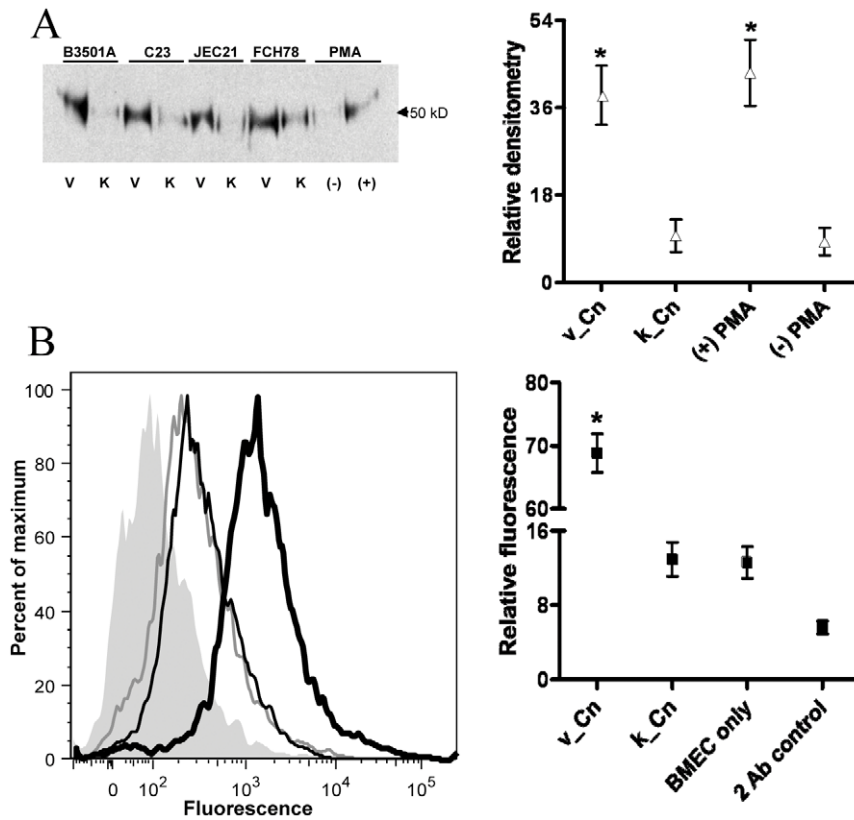 A
B3501A C23 JEC21 FCH78 PMA
50 kD
V K V K V K V K (-) (+)
Relative densitometry
54
36
18
0
* *
v_Cn k_Cn (+) PMA (-) PMA
B
Percent of maximum
100
80
60
40
20
0
0 10² 10³ 10⁴ 10⁵
Fluorescence
Relative fluorescence
80
70
60
16
8
0
*
v_Cn k_Cn BMEC only 2 Ab control